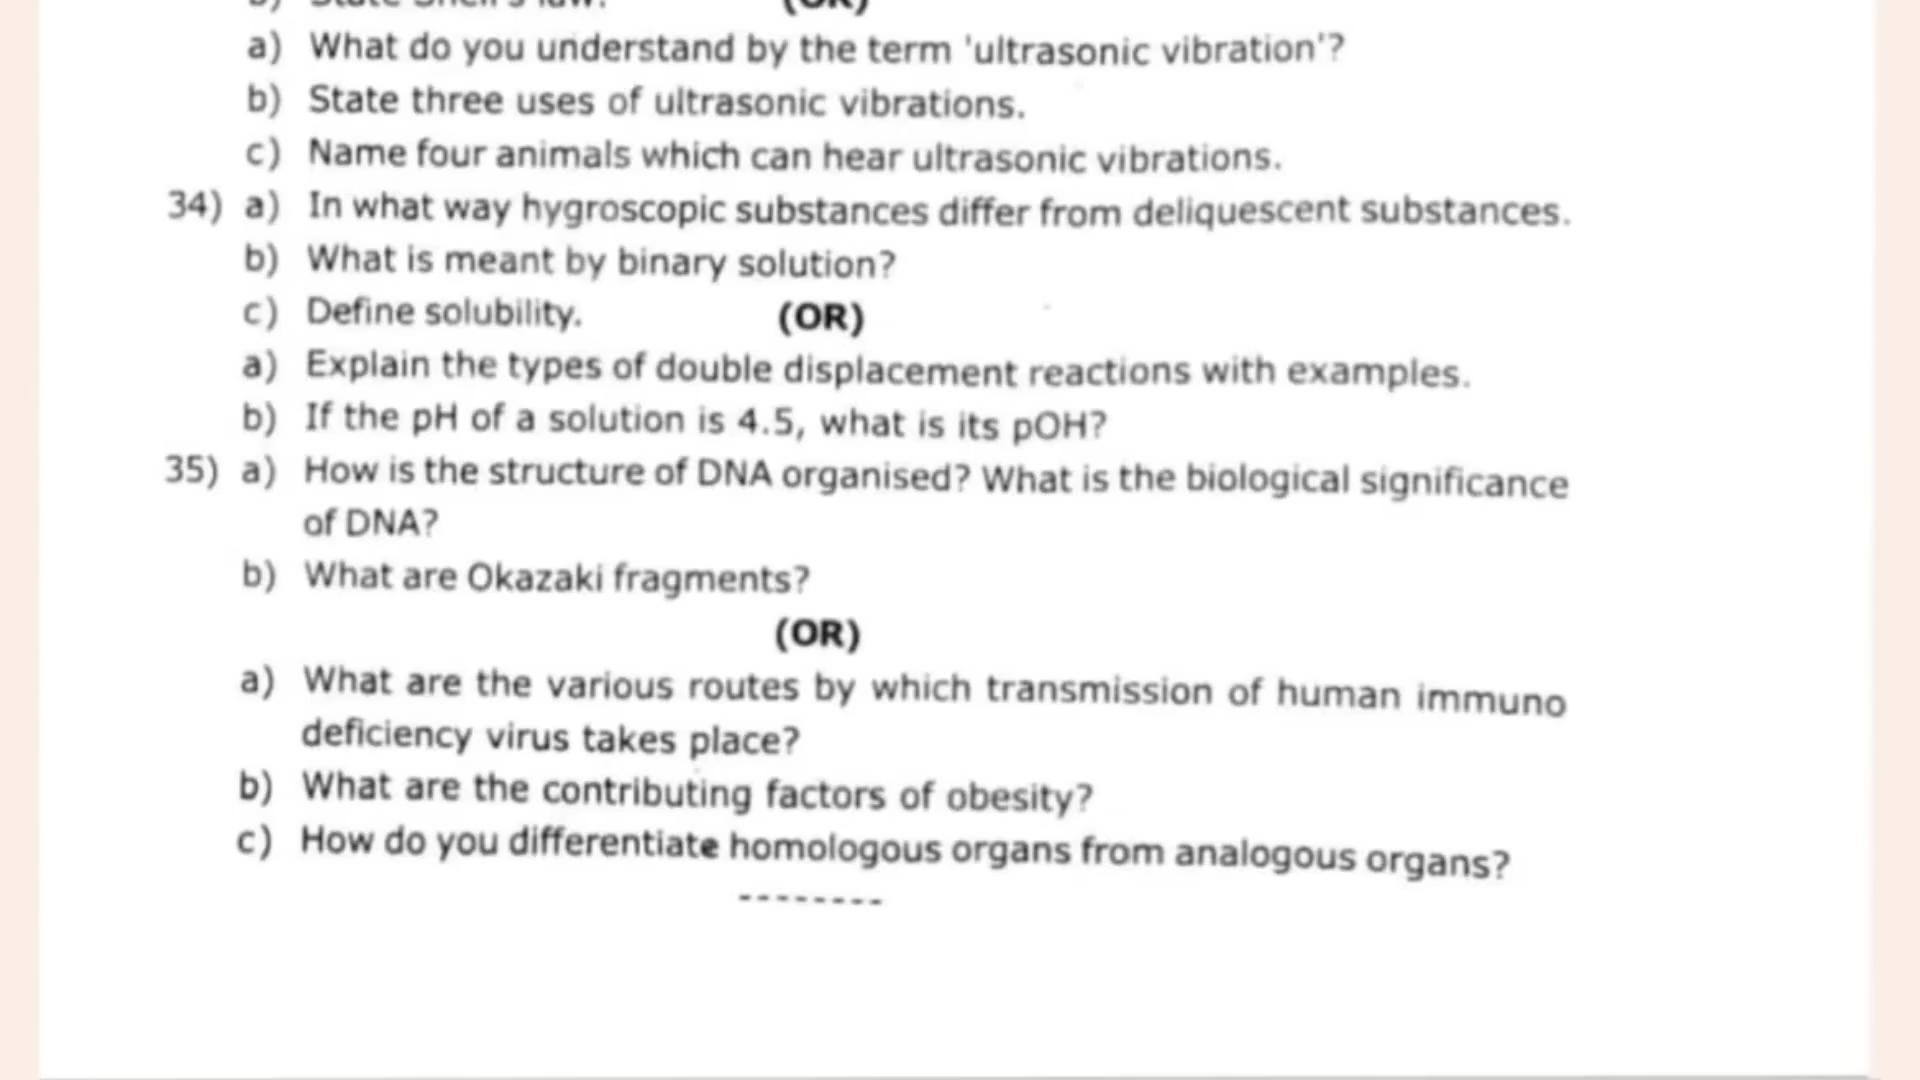 b) State Snell's law. (OR)
a) What do you understand by the term 'ultrasonic vibration'?
b) State three uses of ultrasonic vibrations.
c) Name four animals which can hear ultrasonic vibrations.
34) a) In what way hygroscopic substances differ from deliquescent substances.
b) What is meant by binary solution?
c) Define solubility. (OR)
a) Explain the types of double displacement reactions with examples.
b) If the pH of a solution is 4.5, what is its pOH?
35) a) How is the structure of DNA organised? What is the biological significance
of DNA?
b) What are Okazaki fragments?
(OR)
a) What are the various routes by which transmission of human immuno
deficiency virus takes place?
b) What are the contributing factors of obesity?
c) How do you differentiate homologous organs from analogous organs?
--------